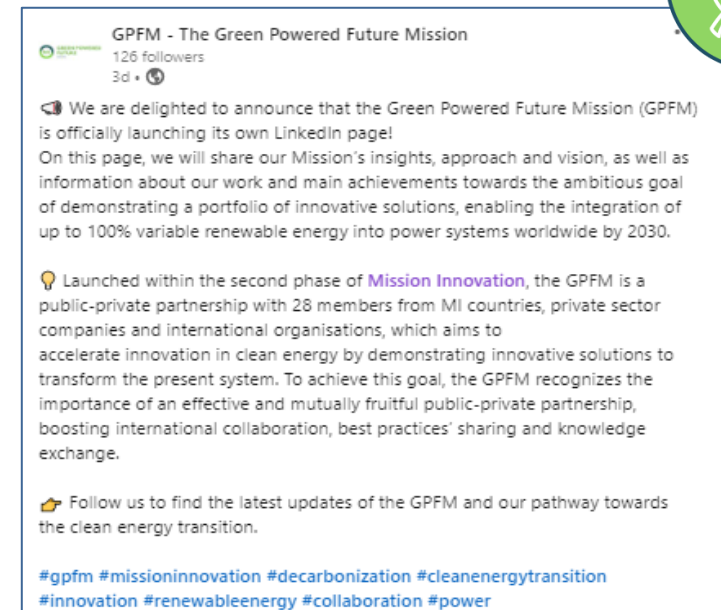 GPFM - The Green Powered Future Mission
126 followers
3d •
📢 We are delighted to announce that the Green Powered Future Mission (GPFM)
is officially launching its own LinkedIn page!
On this page, we will share our Mission's insights, approach and vision, as well as
information about our work and main achievements towards the ambitious goal
of demonstrating a portfolio of innovative solutions, enabling the integration of
up to 100% variable renewable energy into power systems worldwide by 2030.
💡 Launched within the second phase of Mission Innovation, the GPFM is a
public-private partnership with 28 members from MI countries, private sector
companies and international organisations, which aims to
accelerate innovation in clean energy by demonstrating innovative solutions to
transform the present system. To achieve this goal, the GPFM recognizes the
importance of an effective and mutually fruitful public-private partnership,
boosting international collaboration, best practices' sharing and knowledge
exchange.
👉 Follow us to find the latest updates of the GPFM and our pathway towards
the clean energy transition.
#gpfm #missioninnovation #decarbonization #cleanenergytransition
#innovation #renewableenergy #collaboration #power